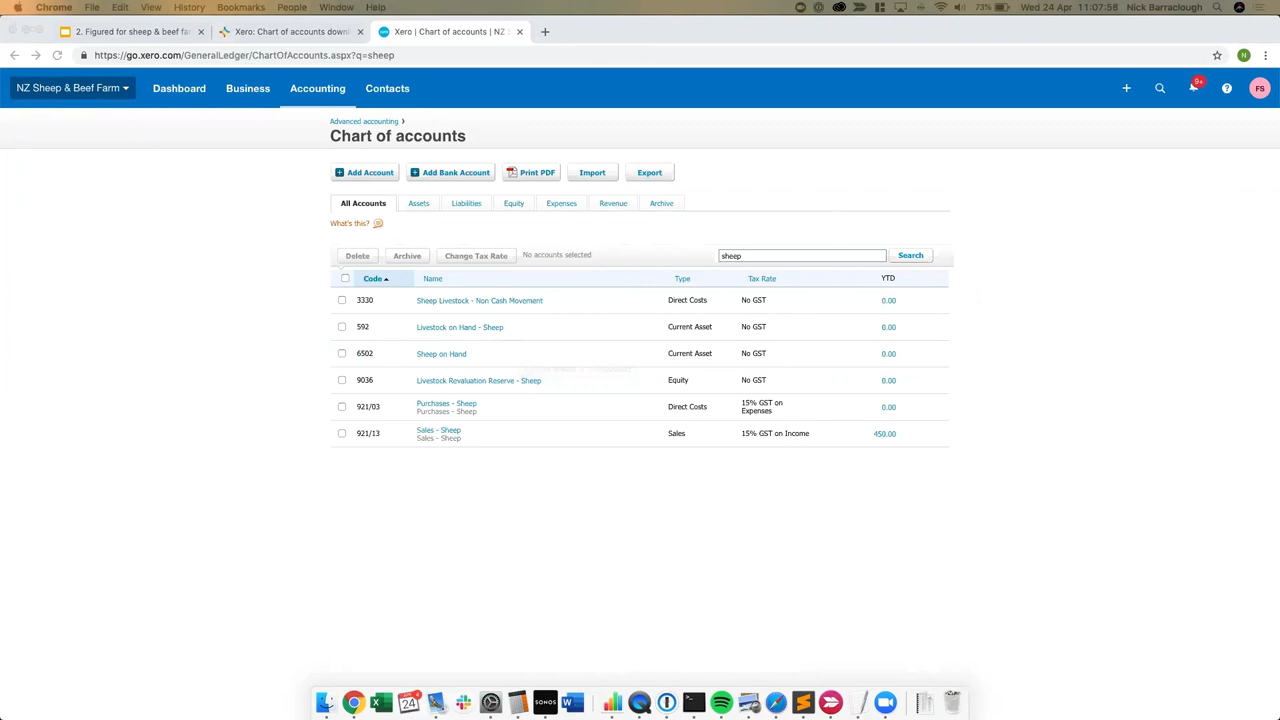 Chrome File Edit View History Bookmarks People Window Help 73% Wed 24 Apr 11:07:58 Nick Barraclough
2. Figured for sheep & beef far Xero: Chart of accounts downl Xero | Chart of accounts | NZ S
https://go.xero.com/GeneralLedger/ChartOfAccounts.aspx?q=sheep N
NZ Sheep & Beef Farm Dashboard Business Accounting Contacts 9+ ? FS
Advanced accounting ›
Chart of accounts
Add Account Add Bank Account Print PDF Import Export
All Accounts Assets Liabilities Equity Expenses Revenue Archive
What's this?
Delete Archive Change Tax Rate No accounts selected sheep Search
Code Name Type Tax Rate YTD
3330 Sheep Livestock - Non Cash Movement Direct Costs No GST 0.00
592 Livestock on Hand - Sheep Current Asset No GST 0.00
6502 Sheep on Hand Current Asset No GST 0.00
9036 Livestock Revaluation Reserve - Sheep Equity No GST 0.00
921/03 Purchases - Sheep Direct Costs 15% GST on 0.00
Purchases - Sheep Expenses
921/13 Sales - Sheep Sales 15% GST on Income 450.00
Sales - Sheep
24 SONOS